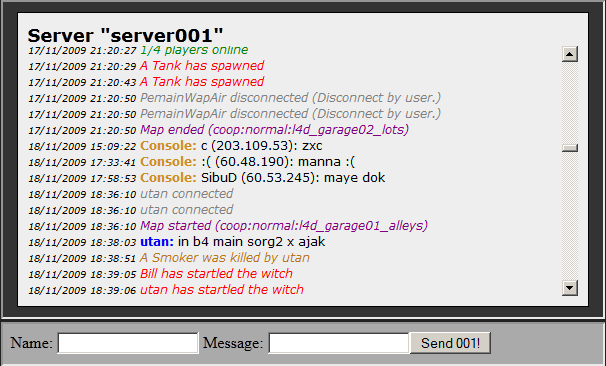 Server "server001"
17/11/2009 21:20:27 1/4 players online
17/11/2009 21:20:29 A Tank has spawned
17/11/2009 21:20:43 A Tank has spawned
17/11/2009 21:20:50 PemainWapAir disconnected (Disconnect by user.)
17/11/2009 21:20:50 PemainWapAir disconnected (Disconnect by user.)
17/11/2009 21:20:50 Map ended (coop:normal:l4d_garage02_lots)
18/11/2009 15:09:22 Console: c (203.109.53): zxc
18/11/2009 17:33:41 Console: :( (60.48.190): manna :(
18/11/2009 17:58:53 Console: SibuD (60.53.245): maye dok
18/11/2009 18:36:10 utan connected
18/11/2009 18:36:10 utan connected
18/11/2009 18:36:10 Map started (coop:normal:l4d_garage01_alleys)
18/11/2009 18:38:03 utan: in b4 main sorg2 x ajak
18/11/2009 18:38:51 A Smoker was killed by utan
18/11/2009 18:39:05 Bill has startled the witch
18/11/2009 18:39:06 utan has startled the witch
Name: Message: Send 001!